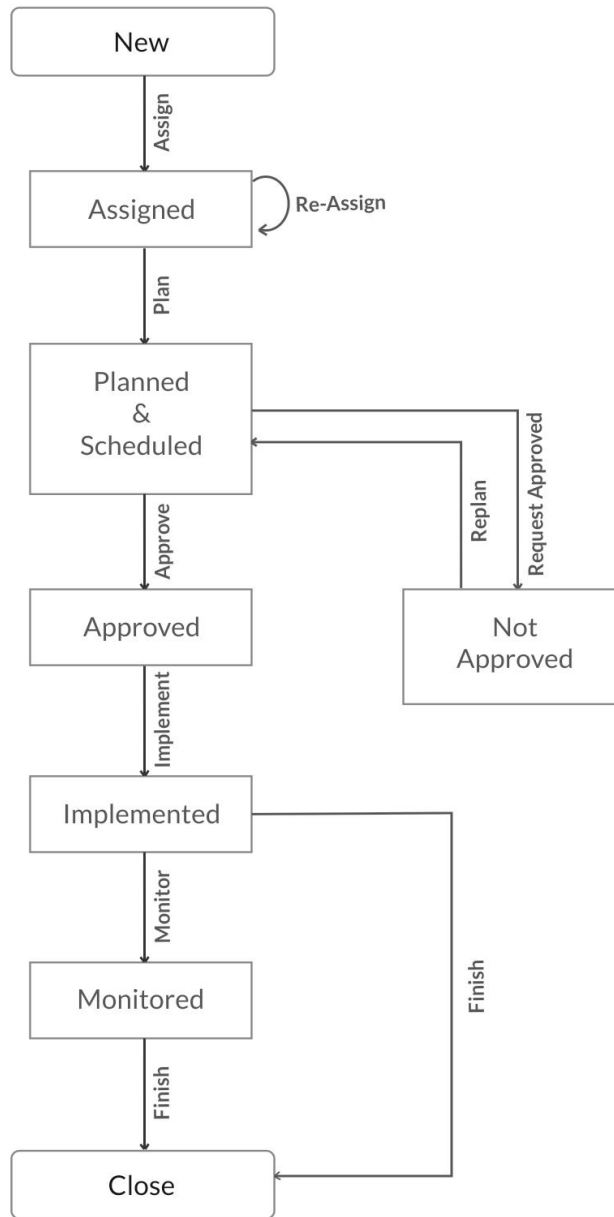 New
Assign
Assigned
Re-Assign
Plan
Planned
&
Scheduled
Approve
Replan
Request Approved
Approved
Not
Approved
Implement
Implemented
Monitor
Monitored
Finish
Finish
Close